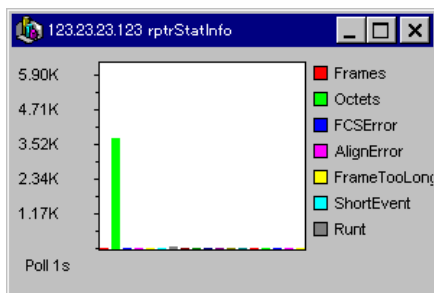 123.23.23.123 rptrStatInfo
5.90K
4.71K
3.52K
2.34K
1.17K
Poll 1s
Frames
Octets
FCSError
AlignError
FrameTooLong
ShortEvent
Runt